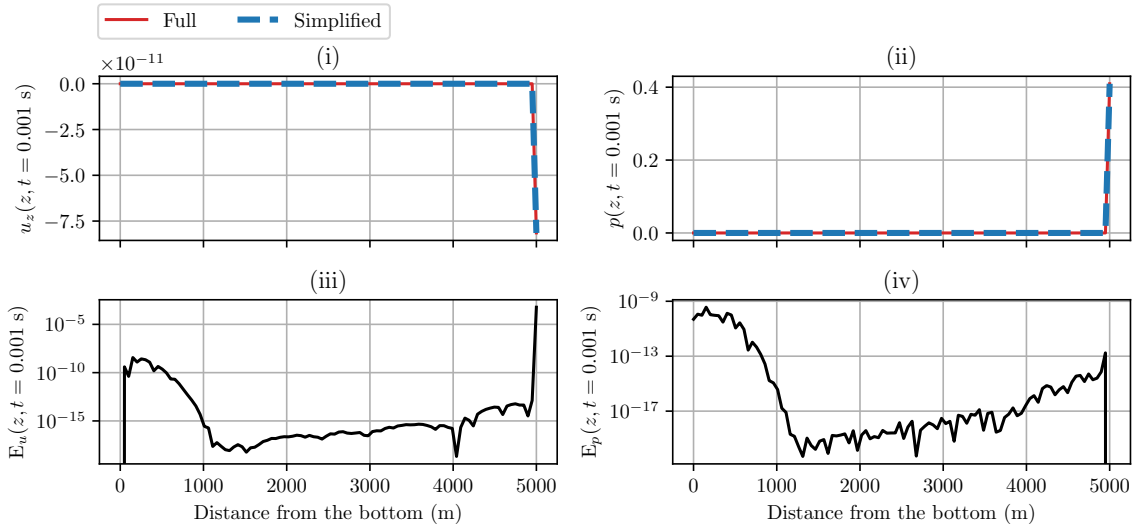 Full Simplified
(i)
×10⁻¹¹
0.0
−2.5
−5.0
−7.5
u_z(z, t = 0.001 s)
(ii)
0.4
0.2
0.0
p(z, t = 0.001 s)
(iii)
10⁻⁵
10⁻¹⁰
10⁻¹⁵
E_u(z, t = 0.001 s)
0 1000 2000 3000 4000 5000
Distance from the bottom (m)
(iv)
10⁻⁹
10⁻¹³
10⁻¹⁷
E_p(z, t = 0.001 s)
0 1000 2000 3000 4000 5000
Distance from the bottom (m)